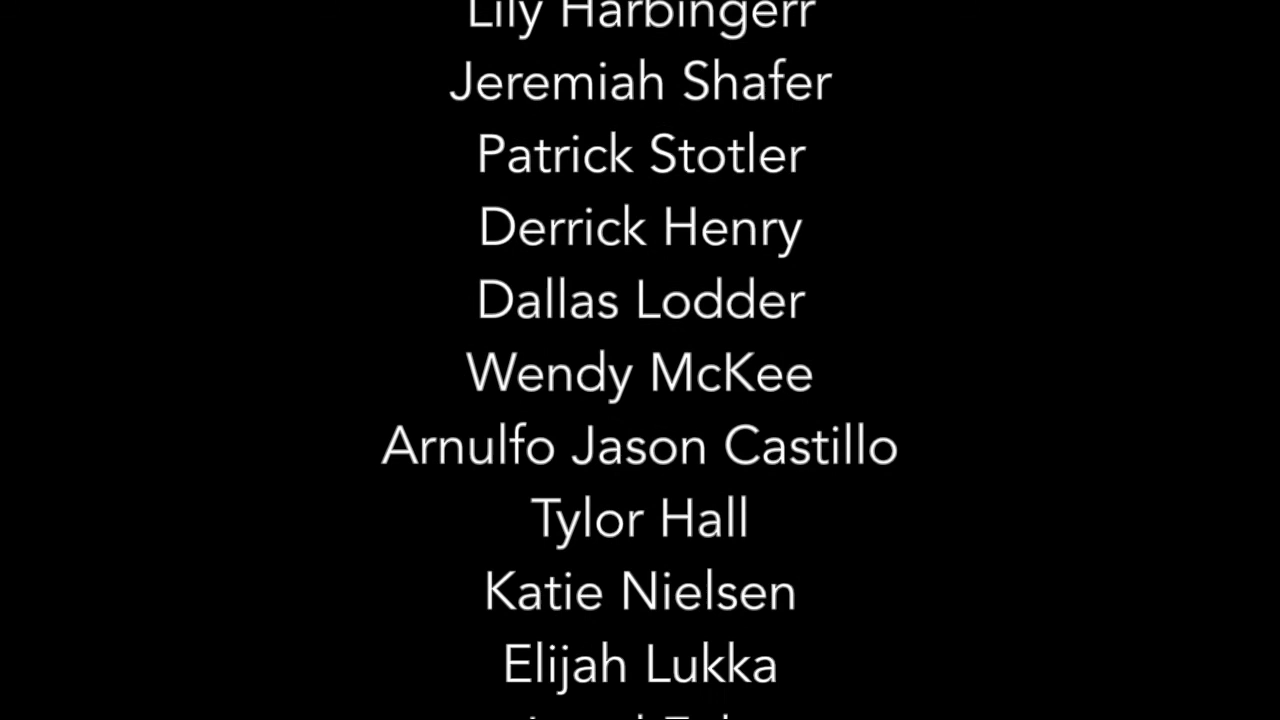 Lily Harbingerr
Jeremiah Shafer
Patrick Stotler
Derrick Henry
Dallas Lodder
Wendy McKee
Arnulfo Jason Castillo
Tylor Hall
Katie Nielsen
Elijah Lukka